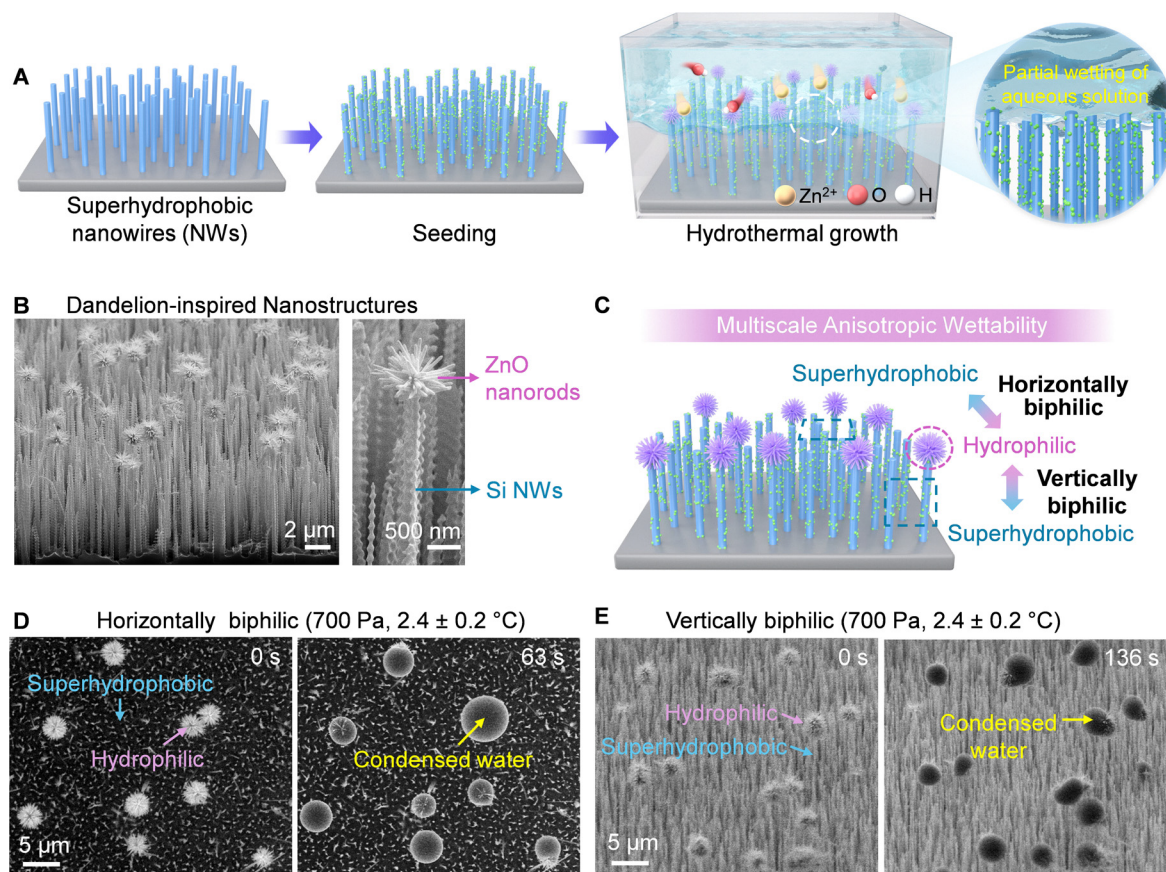 A
Superhydrophobic
nanowires (NWs)
Seeding
Zn²⁺
O
H
Hydrothermal growth
Partial wetting of
aqueous solution
B
Dandelion-inspired Nanostructures
2 µm
ZnO
nanorods
Si NWs
500 nm
C
Multiscale Anisotropic Wettability
Superhydrophobic
Horizontally
biphilic
Hydrophilic
Vertically
biphilic
Superhydrophobic
D
Horizontally biphilic (700 Pa, 2.4 ± 0.2 °C)
0 s
Superhydrophobic
Hydrophilic
5 µm
63 s
Condensed water
E
Vertically biphilic (700 Pa, 2.4 ± 0.2 °C)
0 s
Hydrophilic
Superhydrophobic
5 µm
136 s
Condensed
water